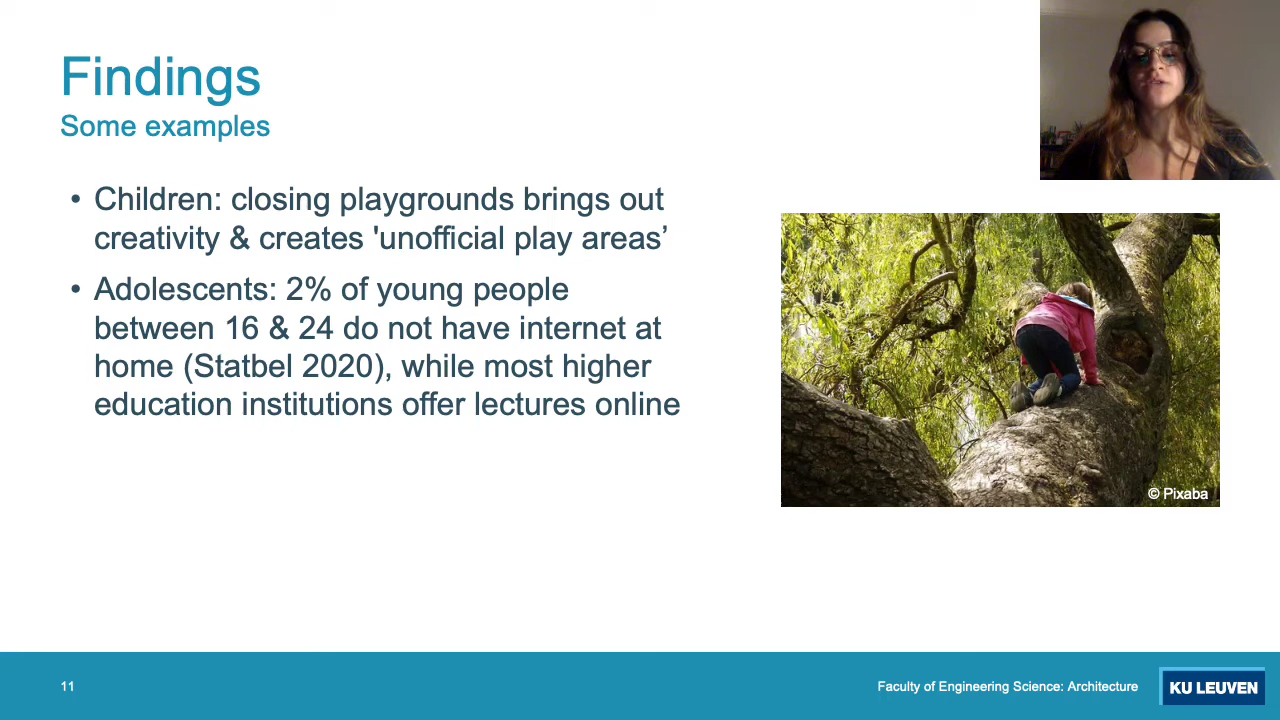 Findings
Some examples
• Children: closing playgrounds brings out
creativity & creates 'unofficial play areas’
• Adolescents: 2% of young people
between 16 & 24 do not have internet at
home (Statbel 2020), while most higher
education institutions offer lectures online
© Pixaba
11
Faculty of Engineering Science: Architecture
KU LEUVEN